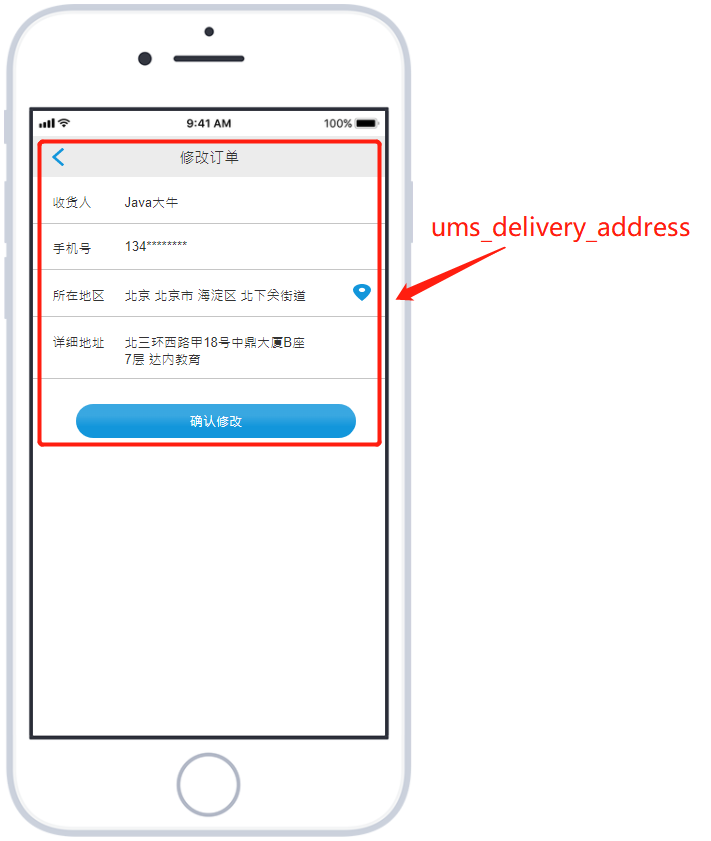 9:41 AM
100%
修改订单
收货人 Java大牛
手机号 134********
所在地区 北京 北京市 海淀区 北下关街道
详细地址 北三环西路甲18号中鼎大厦B座
7层 达内教育
确认修改
ums_delivery_address